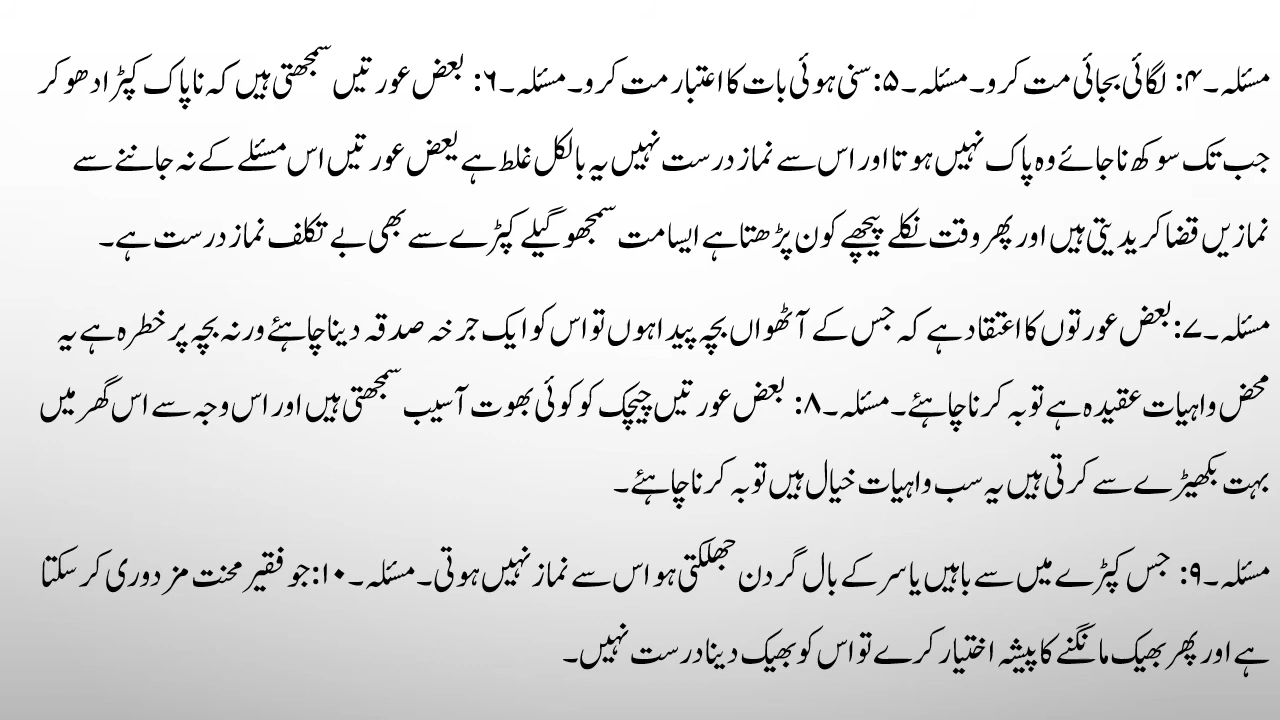 مسئلہ۔۴: لگائی بجائی مت کرو۔مسئلہ۔۵:سنی ہوئی بات کا اعتبار مت کرو۔مسئلہ۔۶: بعض عورتیں سمجھتی ہیں کہ ناپاک کپڑا دھو کر
جب تک سوکھ نا جائے وہ پاک نہیں ہوتا اور اس سے نماز درست نہیں یہ بالکل غلط ہے بعض عورتیں اس مسئلے کے نہ جاننے سے
نمازیں قضا کر یدیتی ہیں اور پھر وقت نکلے پیچھے کون پڑھتا ہے ایسا مت سمجھو گیلے کپڑے سے بھی بے تکلف نماز درست ہے۔
مسئلہ۔۷:بعض عورتوں کا اعتقاد ہے کہ جس کے آٹھواں بچہ پیدا ہوں تو اس کو ایک جرخہ صدقہ دینا چاہئے ورنہ بچہ پر خطرہ ہے یہ
محض واہیات عقیدہ ہے توبہ کرنا چاہئے۔مسئلہ۔۸: بعض عورتیں چیچک کو کوئی بھوت آسیب سمجھتی ہیں اور اس وجہ سے اس گھر میں
بہت بکھیڑے سے کرتی ہیں یہ سب واہیات خیال ہیں توبہ کرنا چاہئے۔
مسئلہ۔۹: جس کپڑے میں سے باہیں یا سر کے بال گردن جھلکتی ہو اس سے نماز نہیں ہوتی۔مسئلہ۔۱۰:جو فقیر محنت مزدوری کر سکتا
ہے اور پھر بھیک مانگنے کا پیشہ اختیار کرے تو اس کو بھیک دینا درست نہیں۔